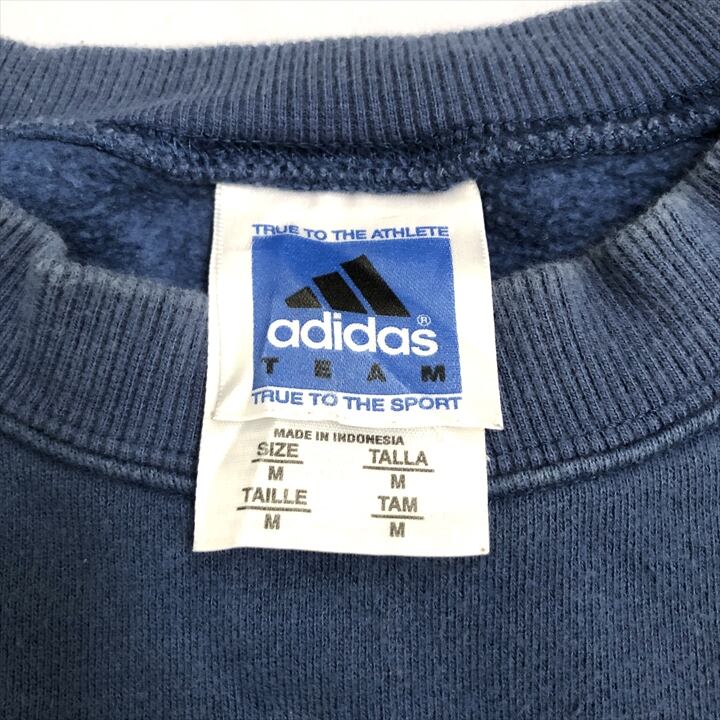 TRUE TO THE ATHLETE
adidas®
TEAM
TRUE TO THE SPORT
MADE IN INDONESIA
SIZE TALLA
M M
TAILLE TAM
M M